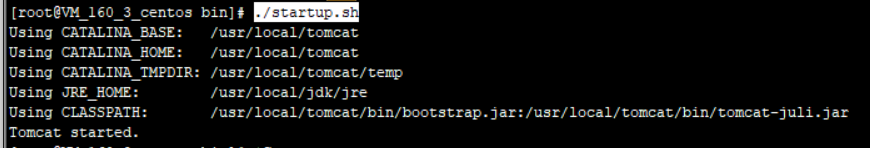 [root@VM_160_3_centos bin]# ./startup.sh
Using CATALINA_BASE:   /usr/local/tomcat
Using CATALINA_HOME:   /usr/local/tomcat
Using CATALINA_TMPDIR: /usr/local/tomcat/temp
Using JRE_HOME:        /usr/local/jdk/jre
Using CLASSPATH:       /usr/local/tomcat/bin/bootstrap.jar:/usr/local/tomcat/bin/tomcat-juli.jar
Tomcat started.